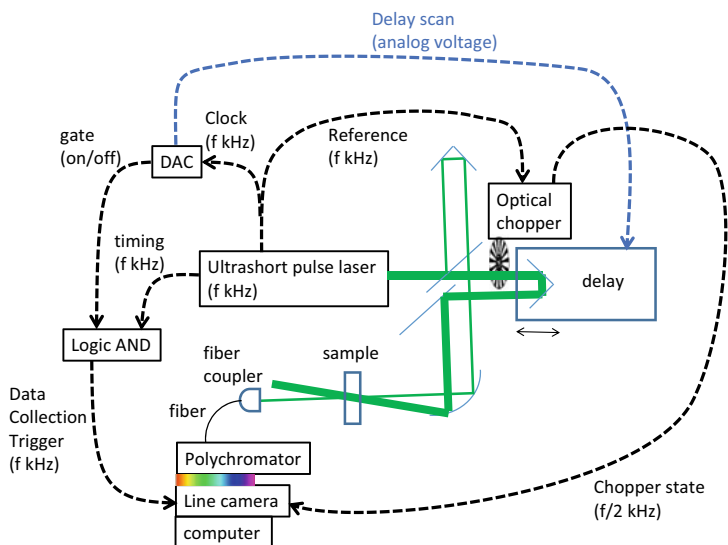 Delay scan
(analog voltage)
Clock
(f kHz)
Reference
(f kHz)
gate
(on/off)
DAC
Optical
chopper
timing
(f kHz)
Ultrashort pulse laser
(f kHz)
delay
Logic AND
fiber
coupler
sample
Data
Collection
Trigger
(f kHz)
fiber
Polychromator
Line camera
computer
Chopper state
(f/2 kHz)